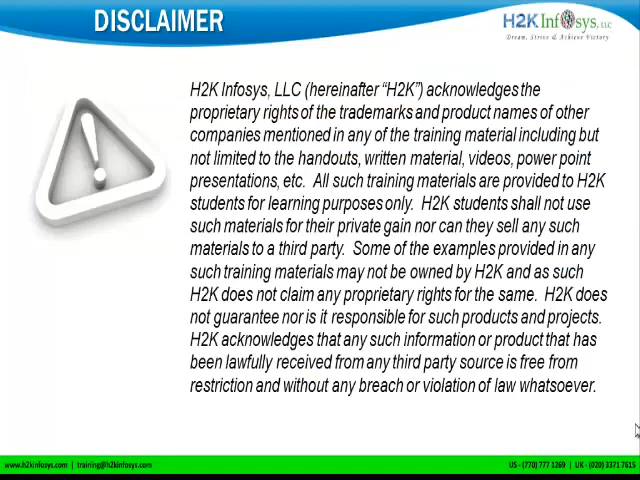 DISCLAIMER
H2K Infosys, LLC
Dream, Strive & Achieve Victory
H2K Infosys, LLC (hereinafter “H2K”) acknowledges the
proprietary rights of the trademarks and product names of other
companies mentioned in any of the training material including but
not limited to the handouts, written material, videos, power point
presentations, etc. All such training materials are provided to H2K
students for learning purposes only. H2K students shall not use
such materials for their private gain nor can they sell any such
materials to a third party. Some of the examples provided in any
such training materials may not be owned by H2K and as such
H2K does not claim any proprietary rights for the same. H2K does
not guarantee nor is it responsible for such products and projects.
H2K acknowledges that any such information or product that has
been lawfully received from any third party source is free from
restriction and without any breach or violation of law whatsoever.
www.h2kinfosys.com | training@h2kinfosys.com
US - (770) 777 1269 | UK - (020) 3371 7615